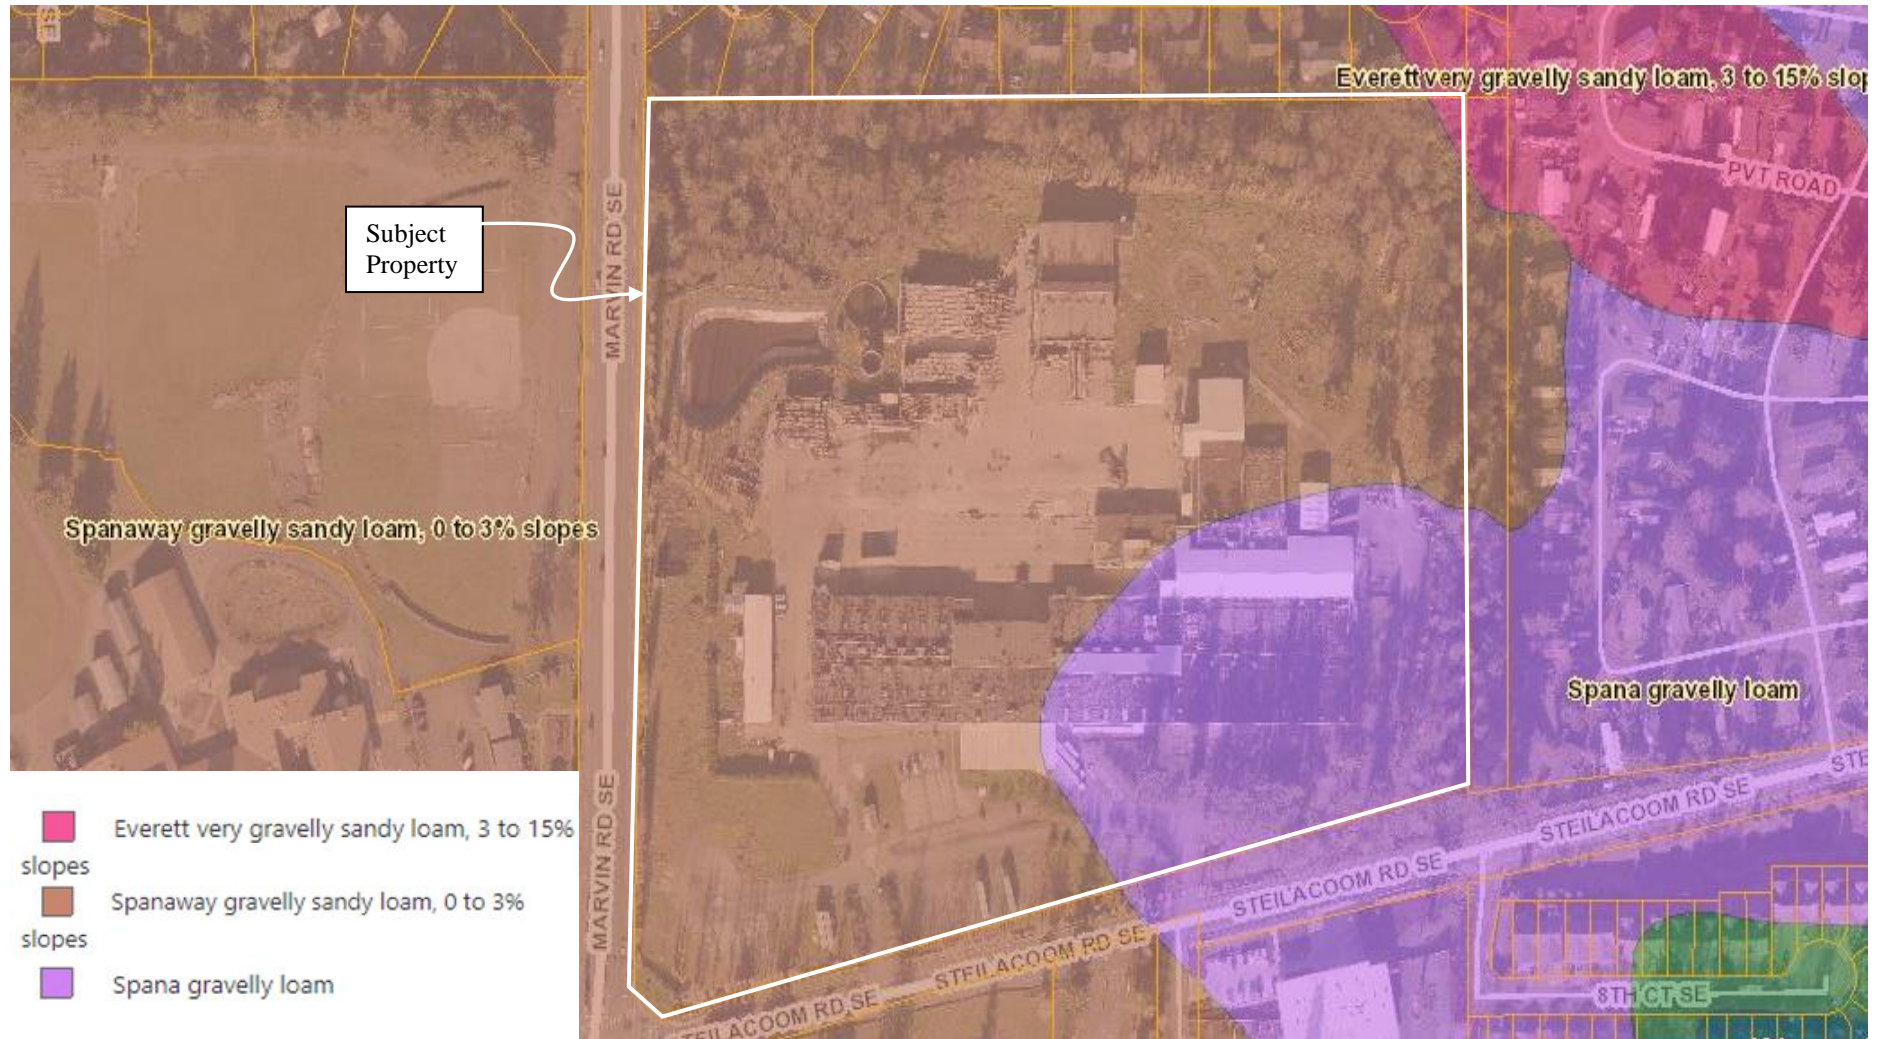 SE
Everett very gravelly sandy loam, 3 to 15% slop
PVT ROAD
MARVIN RD SE
Subject
Property
Spanaway gravelly sandy loam, 0 to 3% slopes
Spana gravelly loam
STE
STEILACOOM RD SE
STEILACOOM RD SE
STEILACOOM RD SE
STEILACOOM RD SE
MARVIN RD SE
8TH CT SE
Everett very gravelly sandy loam, 3 to 15%
slopes
Spanaway gravelly sandy loam, 0 to 3%
slopes
Spana gravelly loam